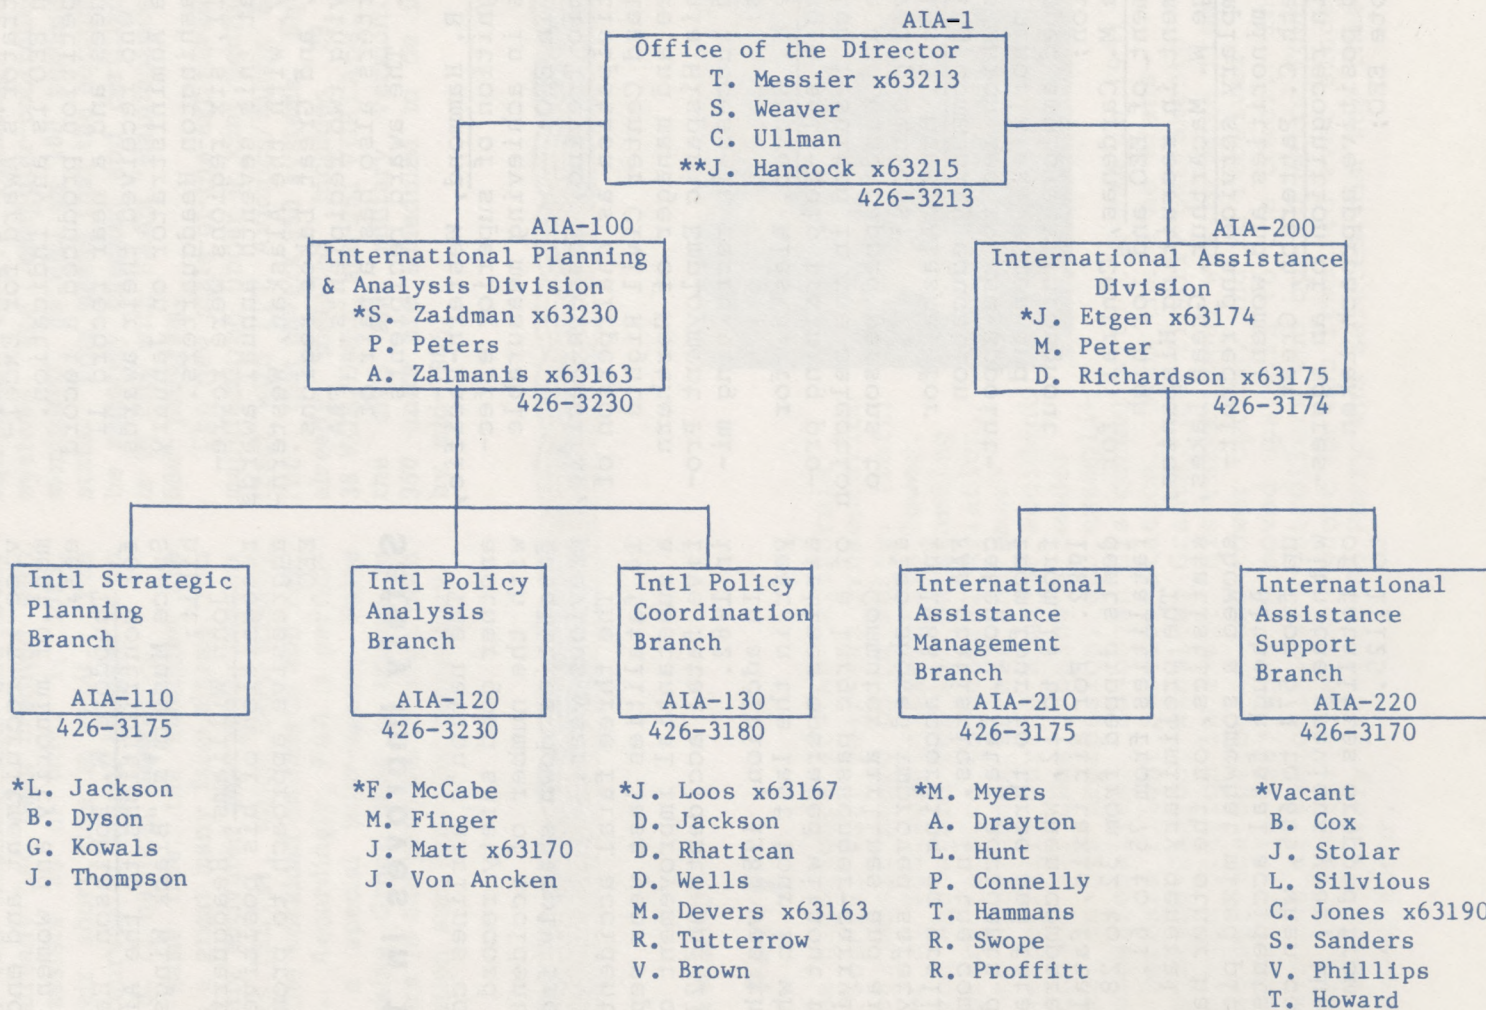 AIA-1
Office of the Director
T. Messier x63213
S. Weaver
C. Ullman
**J. Hancock x63215
426-3213
AIA-100
International Planning
& Analysis Division
*S. Zaidman x63230
P. Peters
A. Zalmanis x63163
426-3230
AIA-200
International Assistance
Division
*J. Etgen x63174
M. Peter
D. Richardson x63175
426-3174
Intl Strategic
Planning
Branch
AIA-110
426-3175
*L. Jackson
B. Dyson
G. Kowals
J. Thompson
Intl Policy
Analysis
Branch
AIA-120
426-3230
*F. McCabe
M. Finger
J. Matt x63170
J. Von Ancken
Intl Policy
Coordination
Branch
AIA-130
426-3180
*J. Loos x63167
D. Jackson
D. Rhatican
D. Wells
M. Devers x63163
R. Tutterrow
V. Brown
International
Assistance
Management
Branch
AIA-210
426-3175
*M. Myers
A. Drayton
L. Hunt
P. Connelly
T. Hammans
R. Swope
R. Proffitt
International
Assistance
Support
Branch
AIA-220
426-3170
*Vacant
B. Cox
J. Stolar
L. Silvious
C. Jones x63190
S. Sanders
V. Phillips
T. Howard